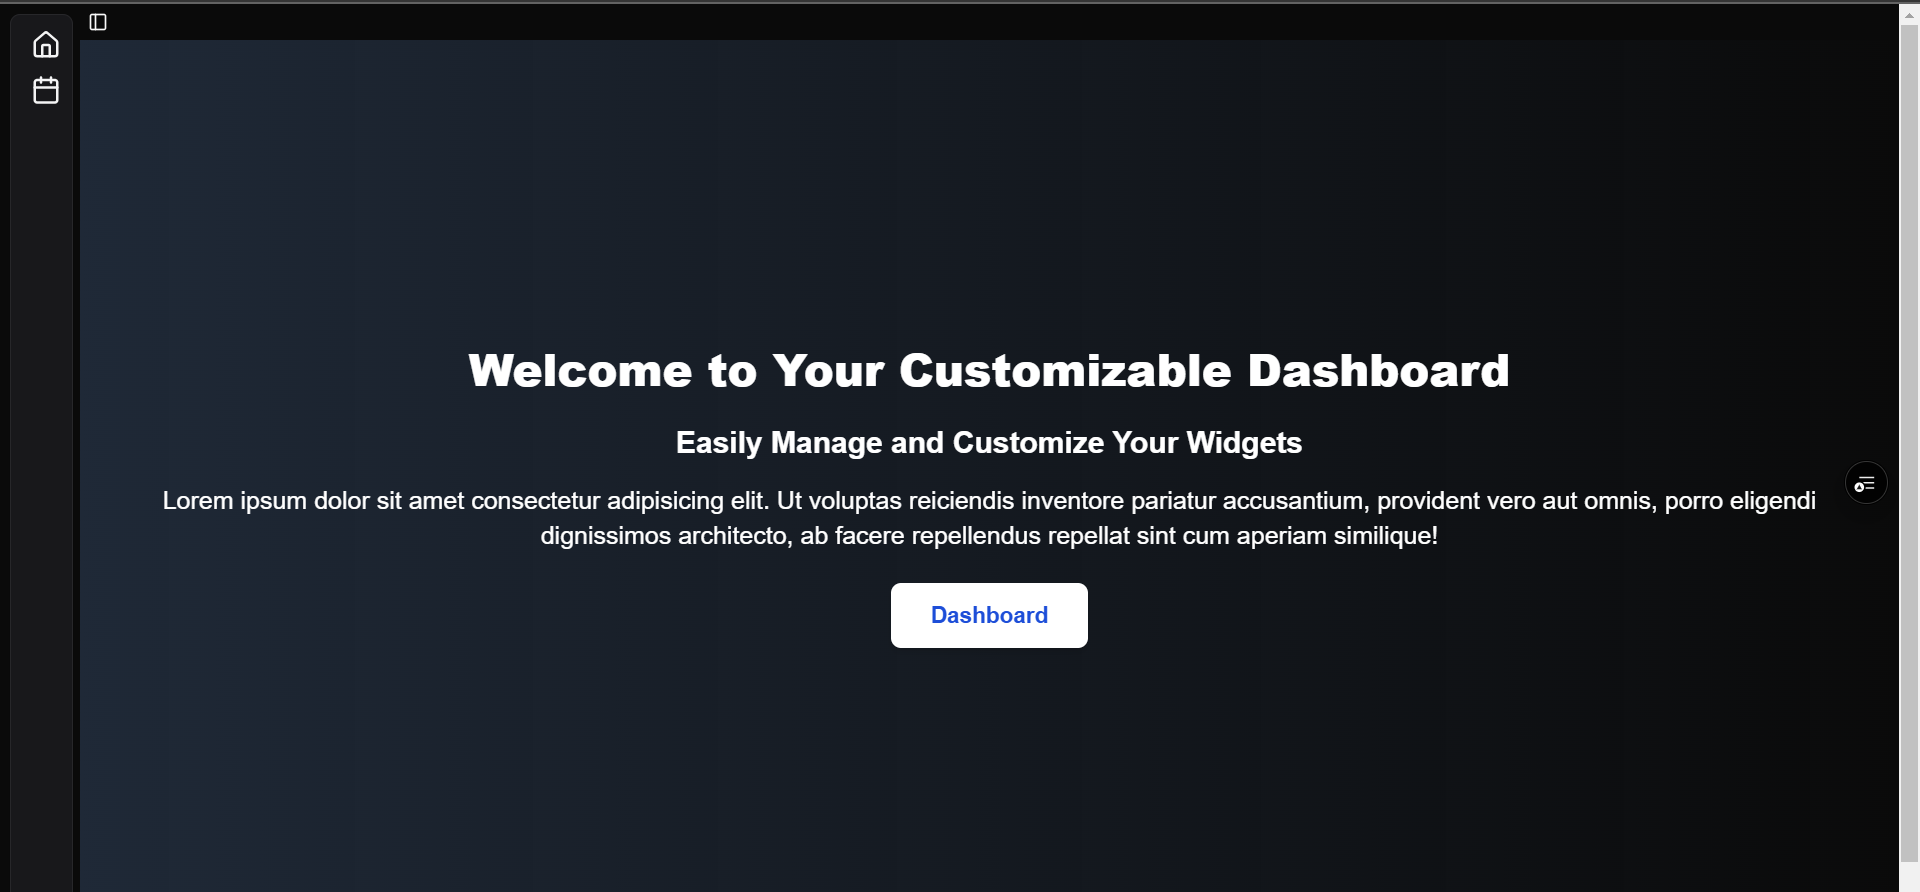 Welcome to Your Customizable Dashboard
Easily Manage and Customize Your Widgets
Lorem ipsum dolor sit amet consectetur adipisicing elit. Ut voluptas reiciendis inventore pariatur accusantium, provident vero aut omnis, porro eligendi
dignissimos architecto, ab facere repellendus repellat sint cum aperiam similique!
Dashboard